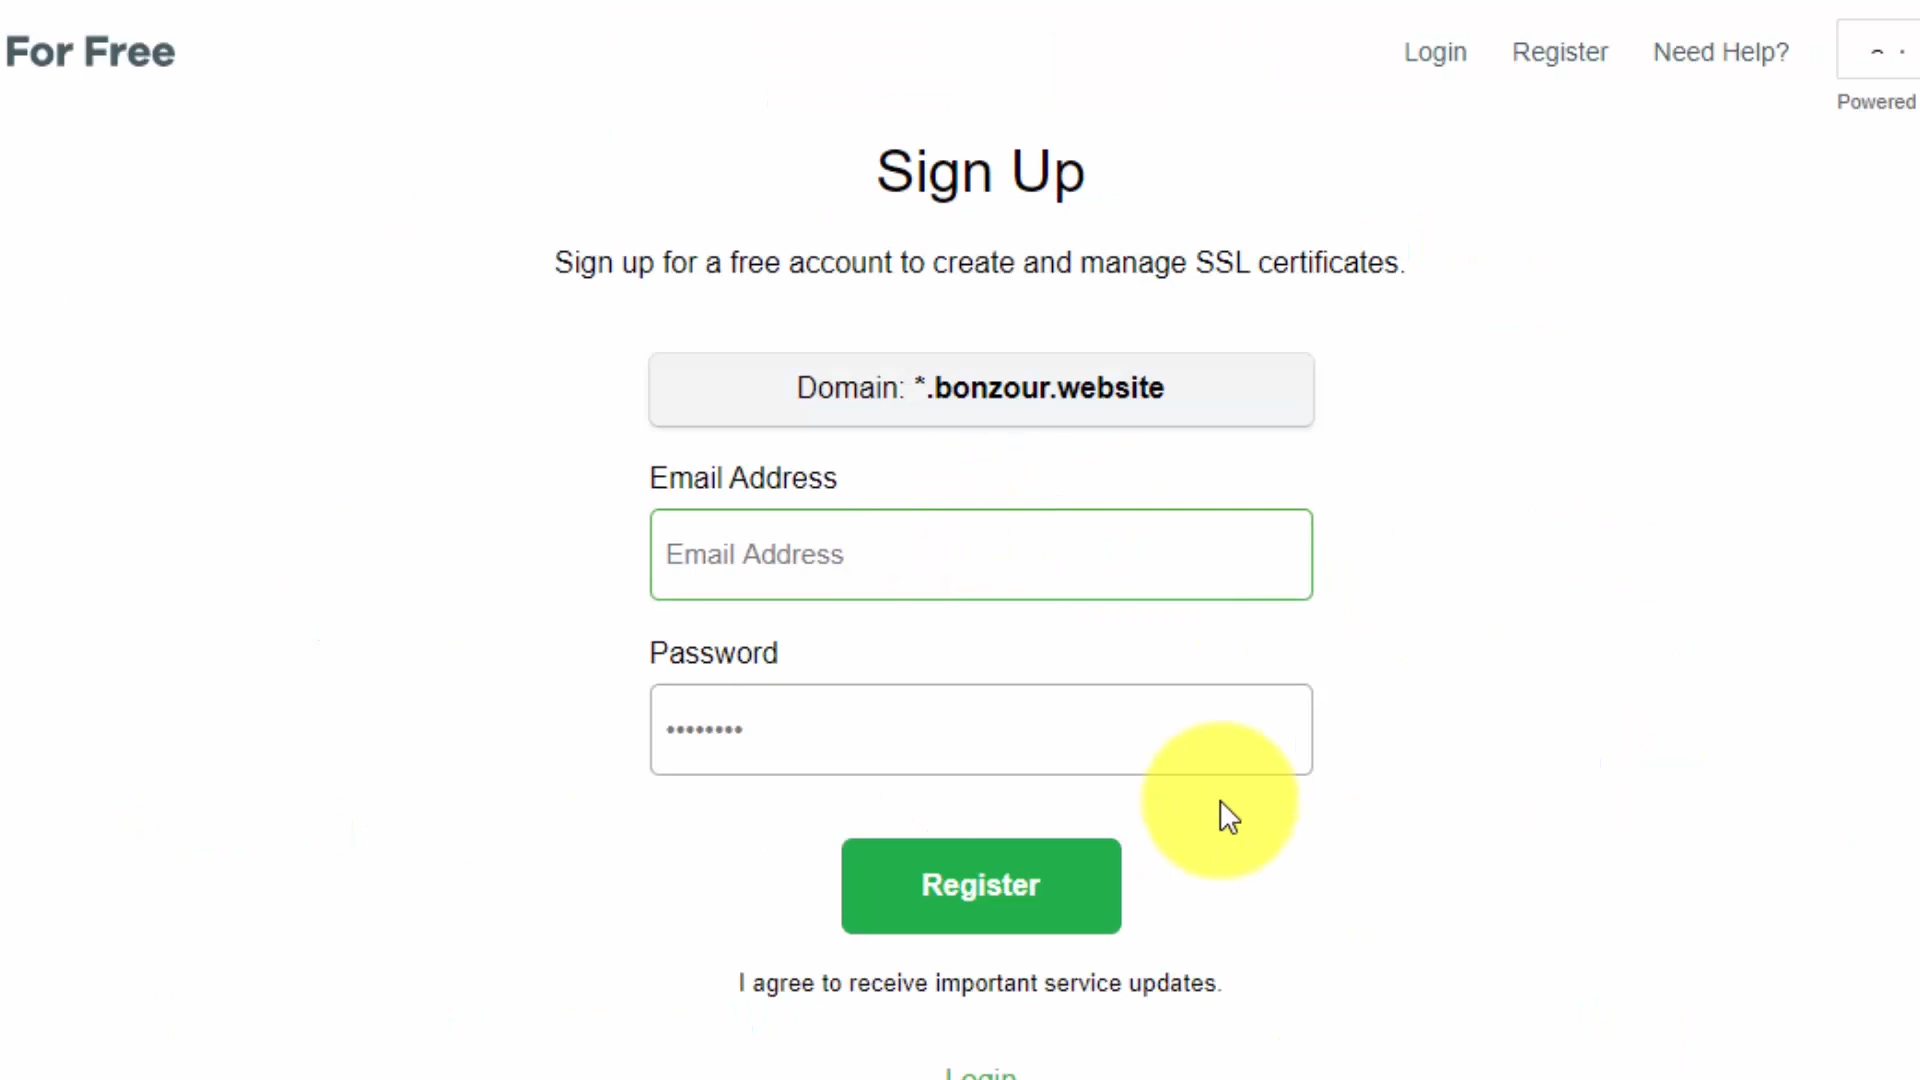 For Free
Login Register Need Help?
Powered
Sign Up
Sign up for a free account to create and manage SSL certificates.
Domain: *.bonzour.website
Email Address
Email Address
Password
••••••••
Register
I agree to receive important service updates.
Login